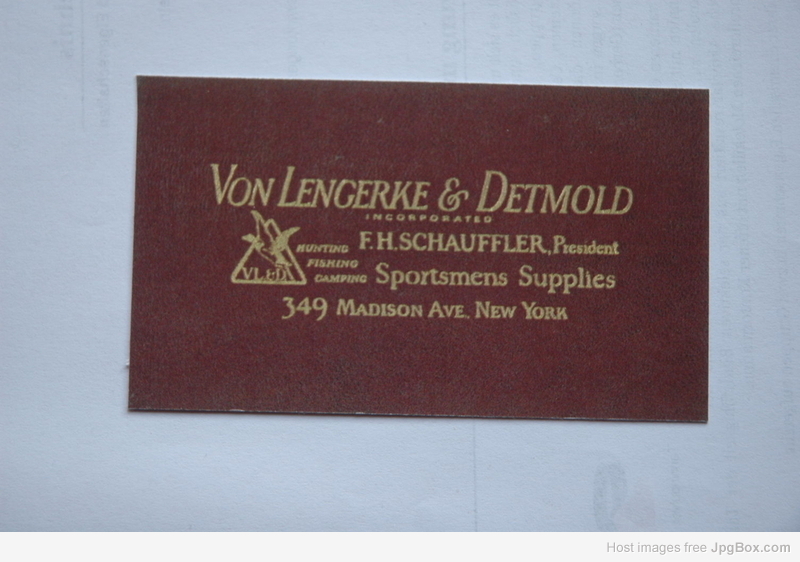 VON LENGERKE & DETMOLD
INCORPORATED
HUNTING F.H. SCHAUFFLER, President
FISHING
CAMPING Sportsmens Supplies
VL&D
349 MADISON AVE. NEW YORK
Host images free JpgBox.com